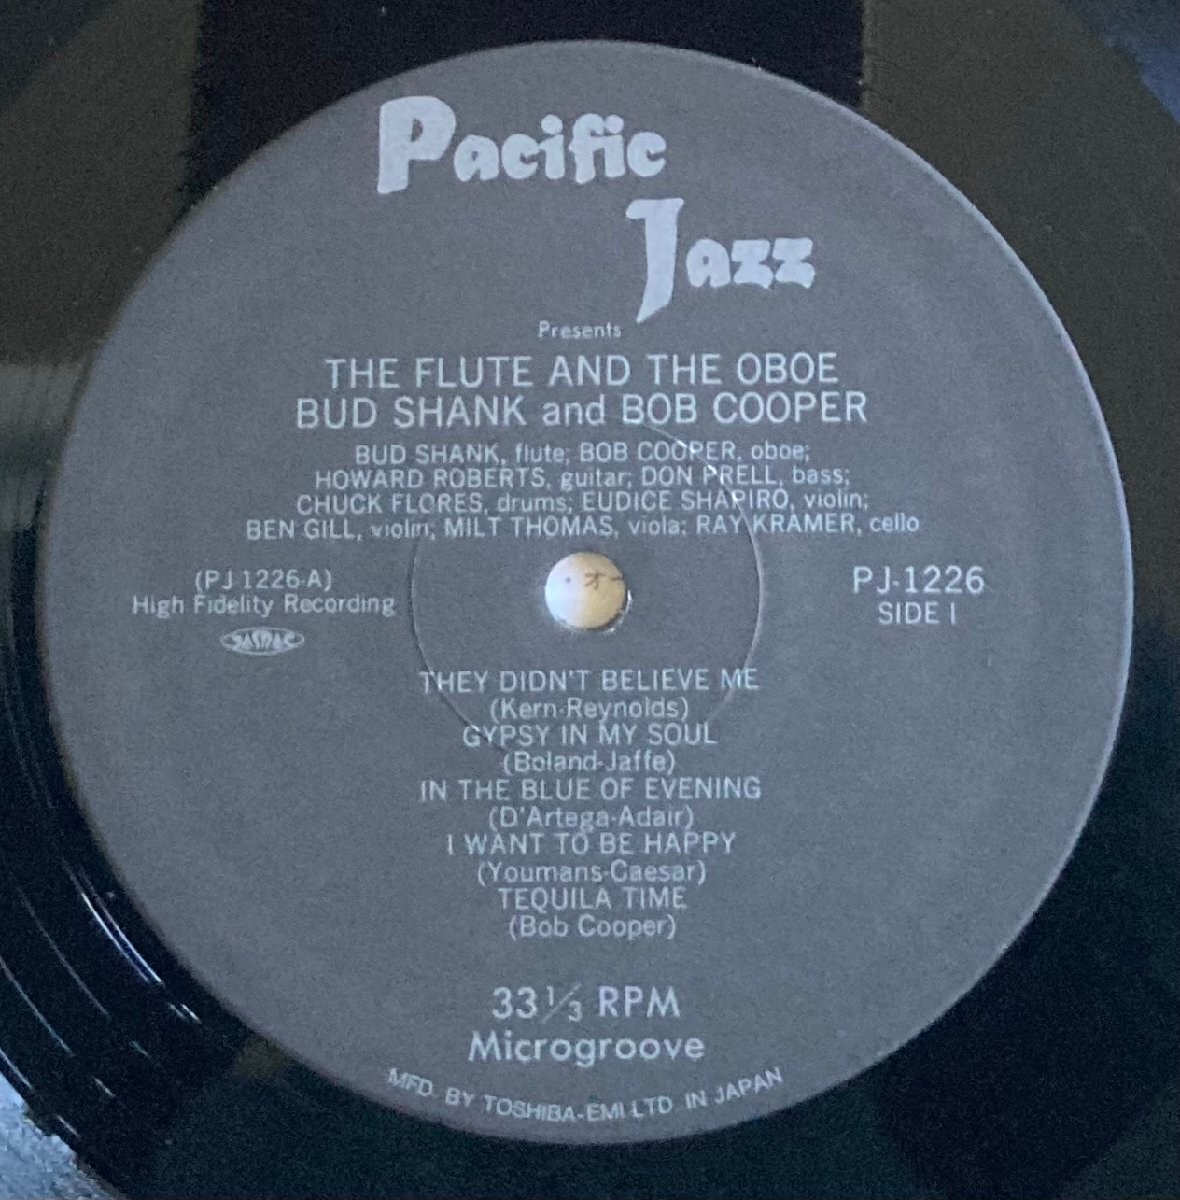 Pacific
Jazz
Presents
THE FLUTE AND THE OBOE
BUD SHANK and BOB COOPER
BUD SHANK, flute; BOB COOPER, oboe;
HOWARD ROBERTS, guitar; DON PRELL, bass;
CHUCK FLORES, drums; EUDICE SHAPIRO, violin;
BEN GILL, violin; MILT THOMAS, viola; RAY KRAMER, cello
(PJ 1226-A)
High Fidelity Recording
JASRAC
PJ-1226
SIDE I
THEY DIDN'T BELIEVE ME
(Kern-Reynolds)
GYPSY IN MY SOUL
(Boland-Jaffe)
IN THE BLUE OF EVENING
(D'Artega-Adair)
I WANT TO BE HAPPY
(Youmans-Caesar)
TEQUILA TIME
(Bob Cooper)
33 1/3 RPM
Microgroove
MFD. BY TOSHIBA-EMI LTD. IN JAPAN